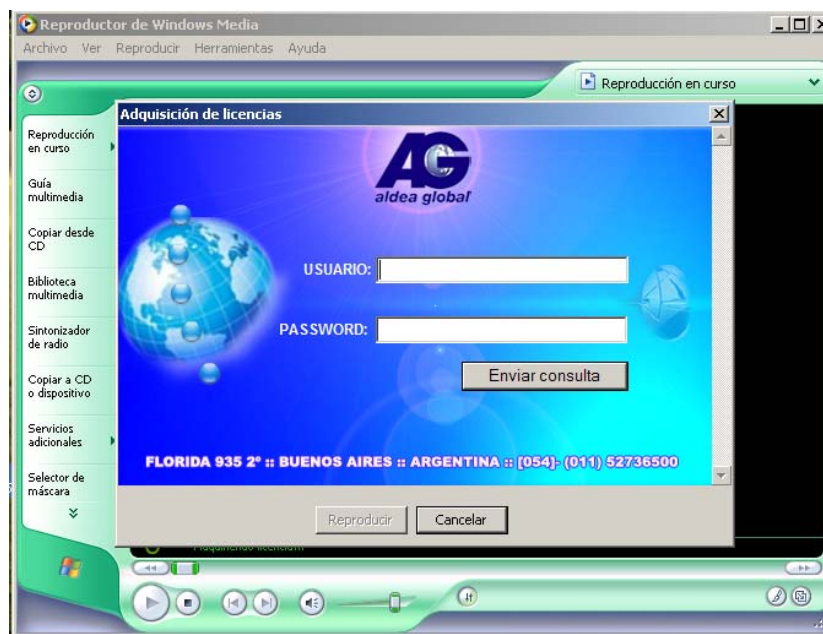 Reproductor de Windows Media
Archivo Ver Reproducir Herramientas Ayuda
Reproducción en curso
Adquisición de licencias
Reproducción
en curso
Guía
multimedia
Copiar desde
CD
Biblioteca
multimedia
Sintonizador
de radio
Copiar a CD
o dispositivo
Servicios
adicionales
Selector de
máscara
AG
aldea global
USUARIO:
PASSWORD:
Enviar consulta
FLORIDA 935 2º :: BUENOS AIRES :: ARGENTINA :: [054]- (011) 52736500
Reproducir Cancelar